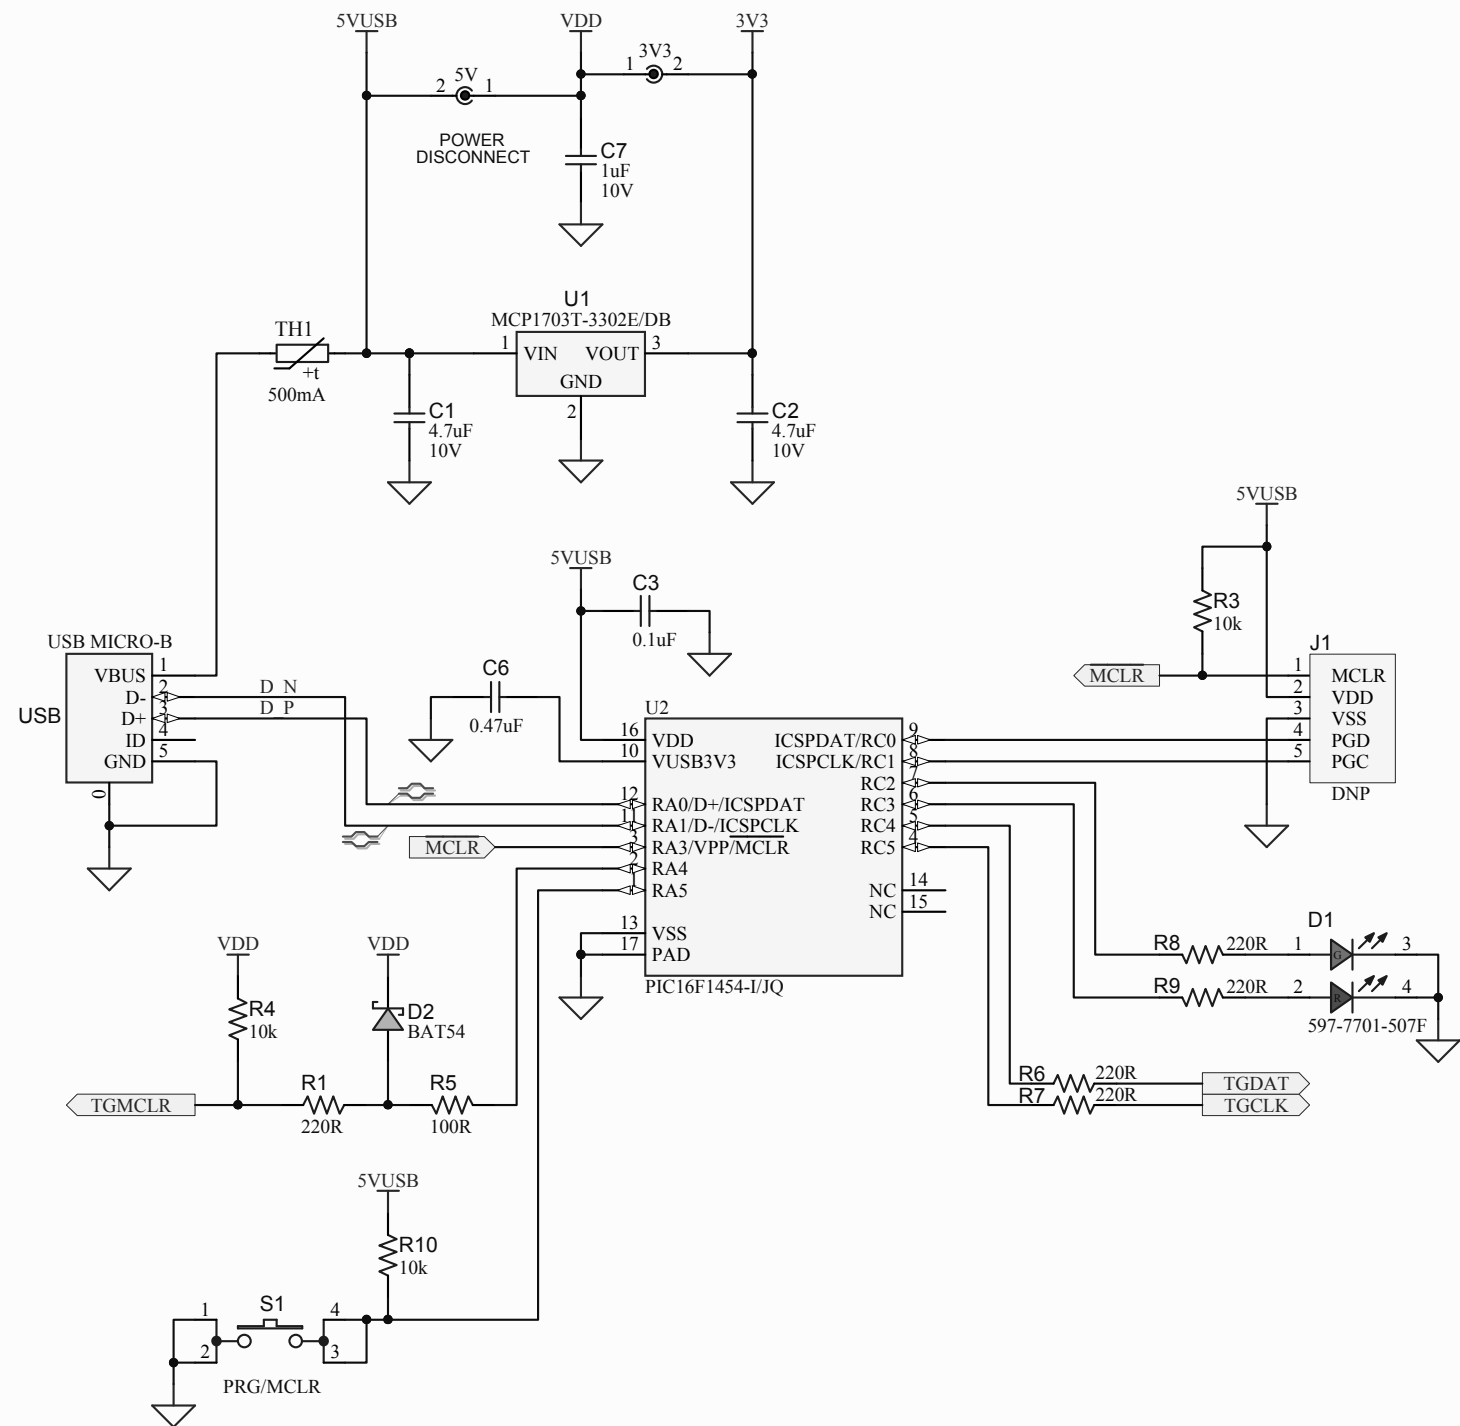 5VUSB
VDD
3V3
2
5V
1
1
3V3
2
POWER
DISCONNECT
C7
1uF
10V
U1
MCP1703T-3302E/DB
TH1
+t
500mA
1
VIN
VOUT
3
GND
2
C1
4.7uF
10V
C2
4.7uF
10V
5VUSB
5VUSB
C3
0.1uF
R3
10k
USB MICRO-B
USB
VBUS
1
D-
2
D+
3
ID
4
GND
5
0
D_N
D_P
C6
0.47uF
MCLR
J1
1
MCLR
2
VDD
3
VSS
4
PGD
5
PGC
DNP
U2
16
VDD
10
VUSB3V3
12
RA0/D+/ICSPDAT
11
RA1/D-/ICSPCLK
MCLR
3
RA3/VPP/MCLR
2
RA4
1
RA5
13
VSS
17
PAD
ICSPDAT/RC0
9
ICSPCLK/RC1
8
RC2
7
RC3
6
RC4
5
RC5
4
NC
14
NC
15
PIC16F1454-I/JQ
D1
R8
220R
1
G
3
R9
220R
2
R
4
597-7701-507F
VDD
VDD
R4
10k
D2
BAT54
TGMCLR
R1
220R
R5
100R
R6
220R
TGDAT
R7
220R
TGCLK
5VUSB
R10
10k
S1
1
2
4
3
PRG/MCLR